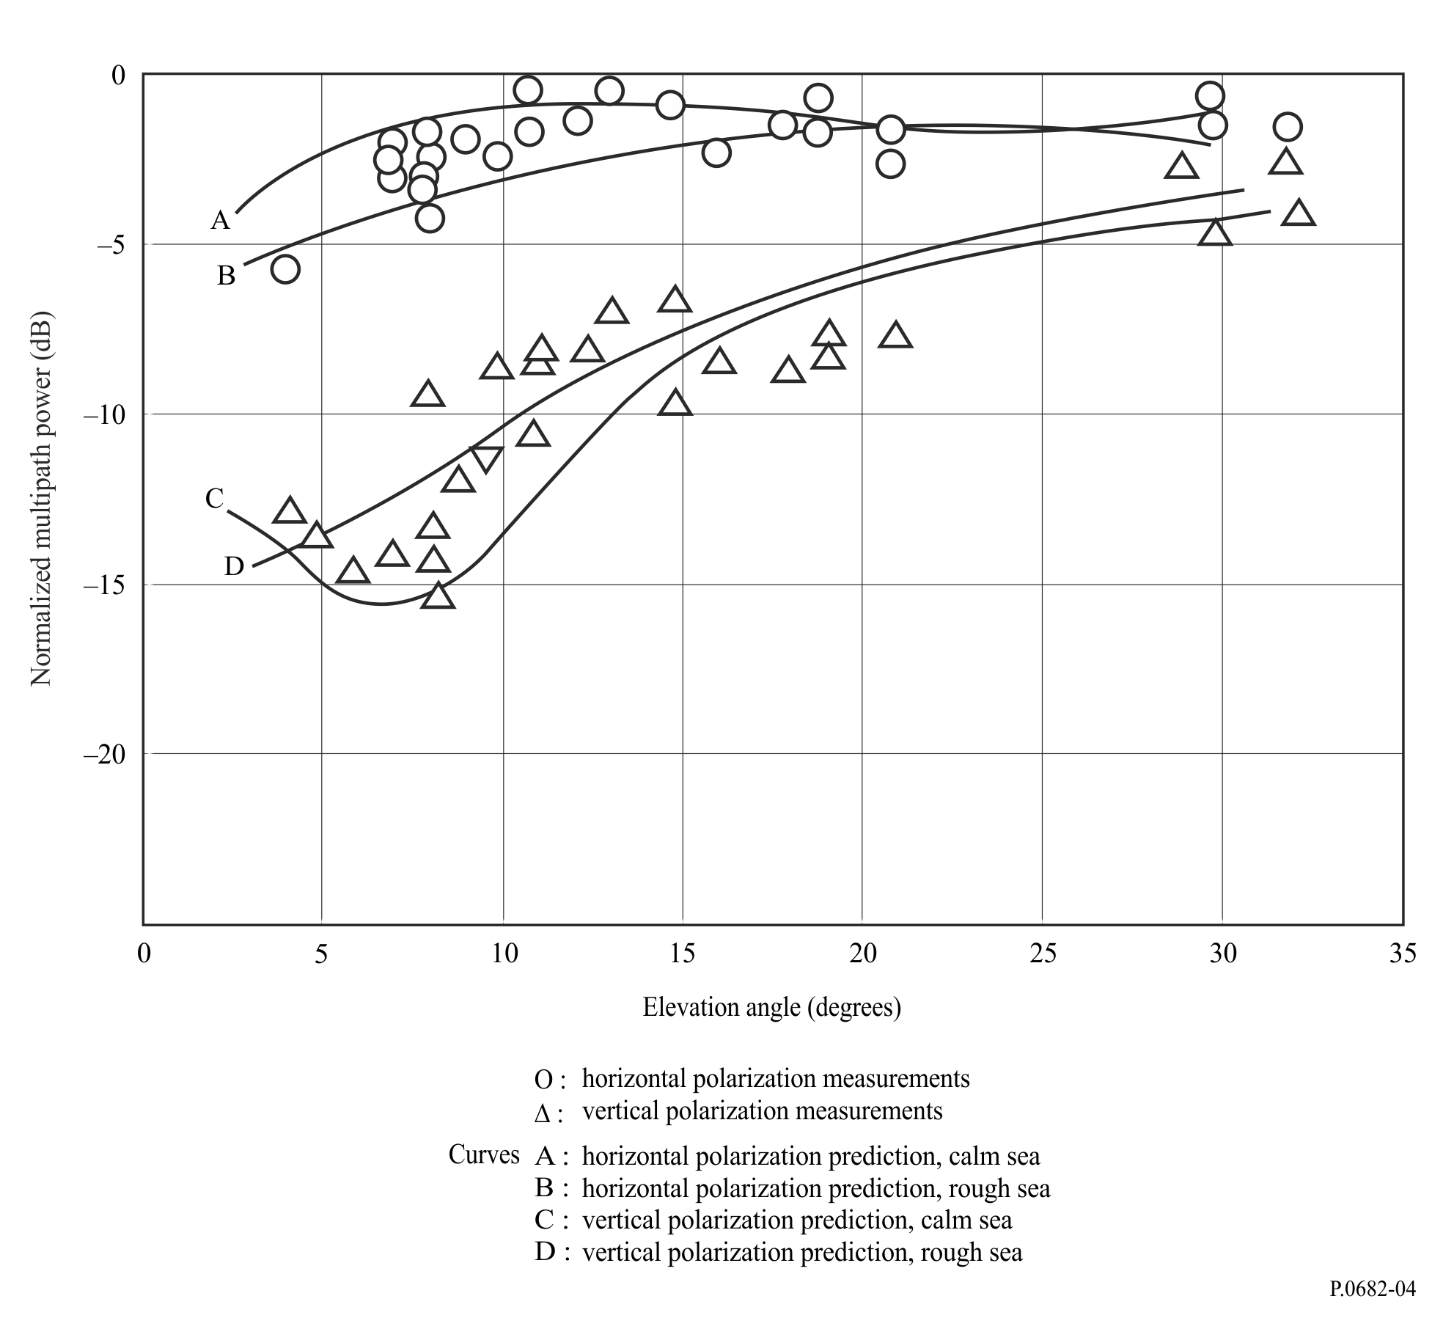 0
–5
–10
–15
–20
Normalized multipath power (dB)
A
B
C
D
0 5 10 15 20 25 30 35
Elevation angle (degrees)
O : horizontal polarization measurements
Δ : vertical polarization measurements
Curves A : horizontal polarization prediction, calm sea
B : horizontal polarization prediction, rough sea
C : vertical polarization prediction, calm sea
D : vertical polarization prediction, rough sea
P.0682-04